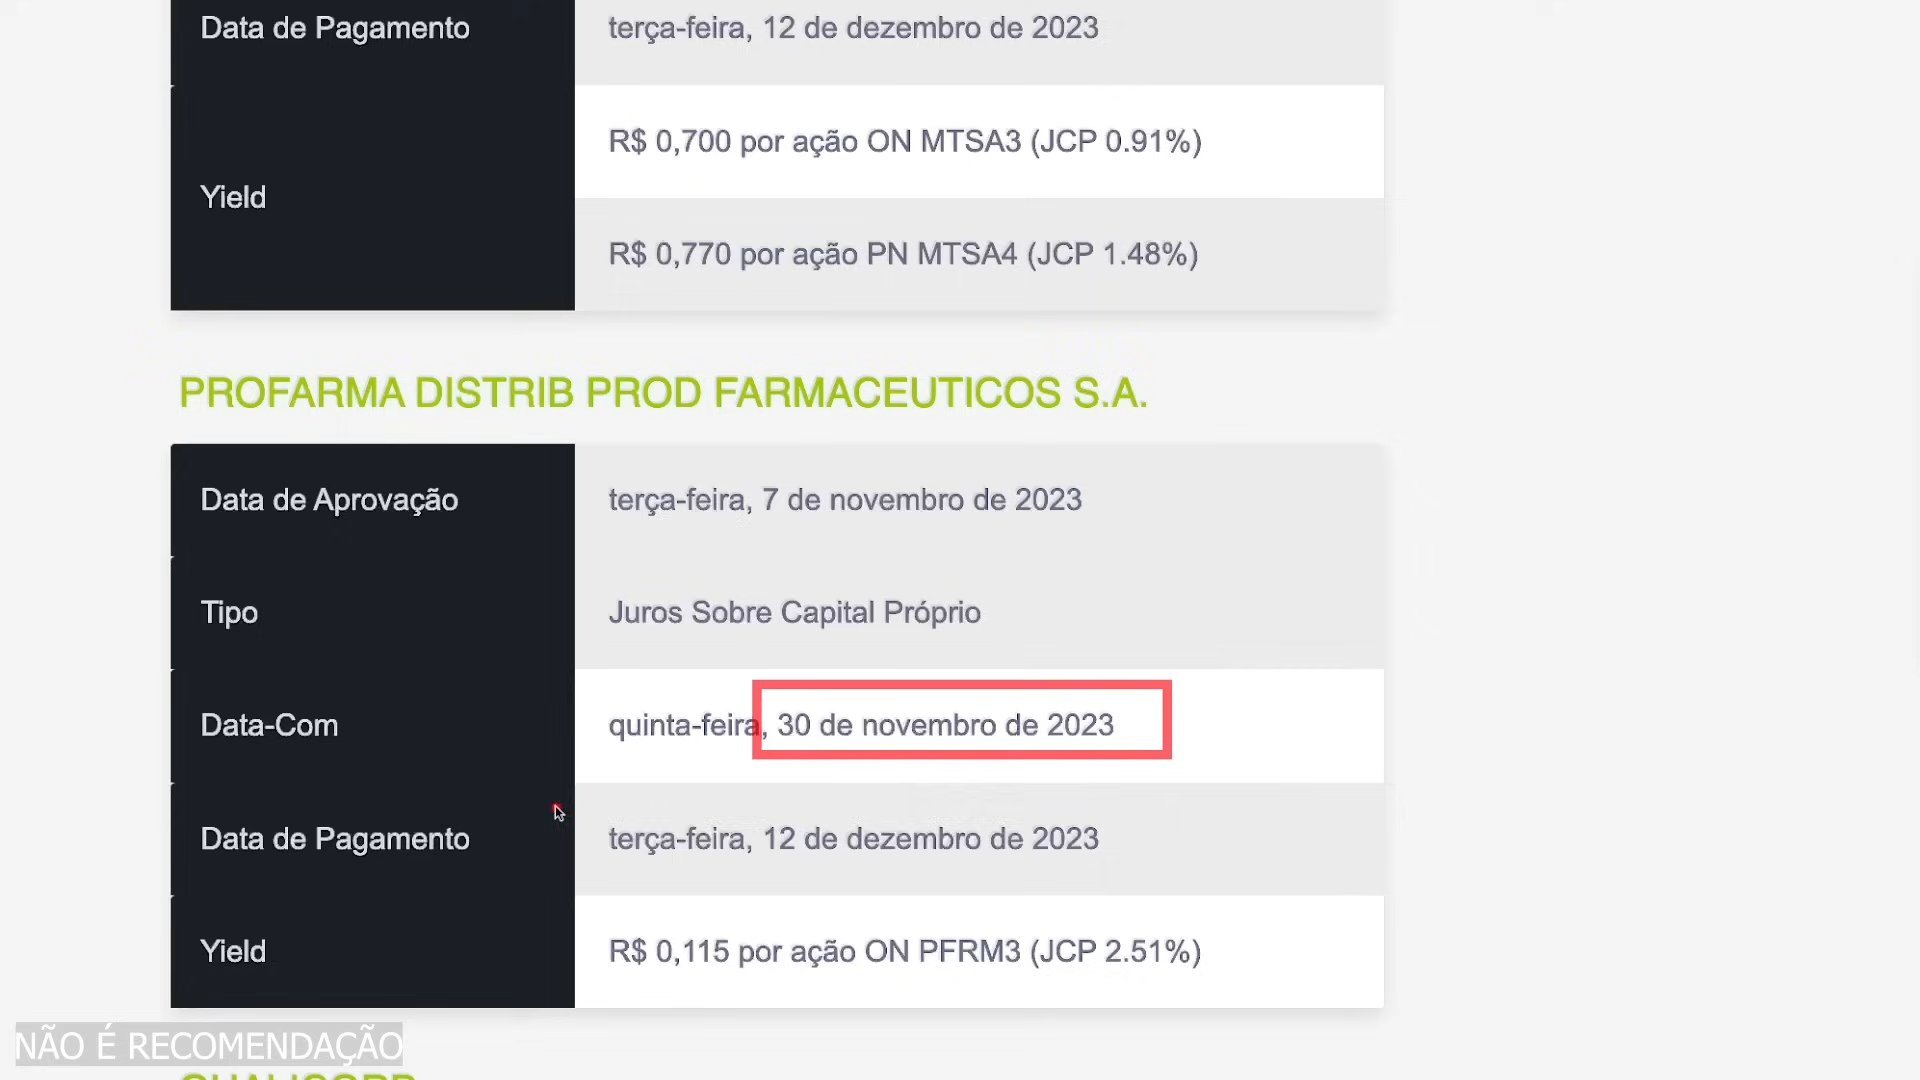 Data de Pagamento terça-feira, 12 de dezembro de 2023
R$ 0,700 por ação ON MTSA3 (JCP 0.91%)
Yield
R$ 0,770 por ação PN MTSA4 (JCP 1.48%)
PROFARMA DISTRIB PROD FARMACEUTICOS S.A.
Data de Aprovação terça-feira, 7 de novembro de 2023
Tipo Juros Sobre Capital Próprio
Data-Com quinta-feira, 30 de novembro de 2023
Data de Pagamento terça-feira, 12 de dezembro de 2023
Yield R$ 0,115 por ação ON PFRM3 (JCP 2.51%)
NÃO É RECOMENDAÇÃO